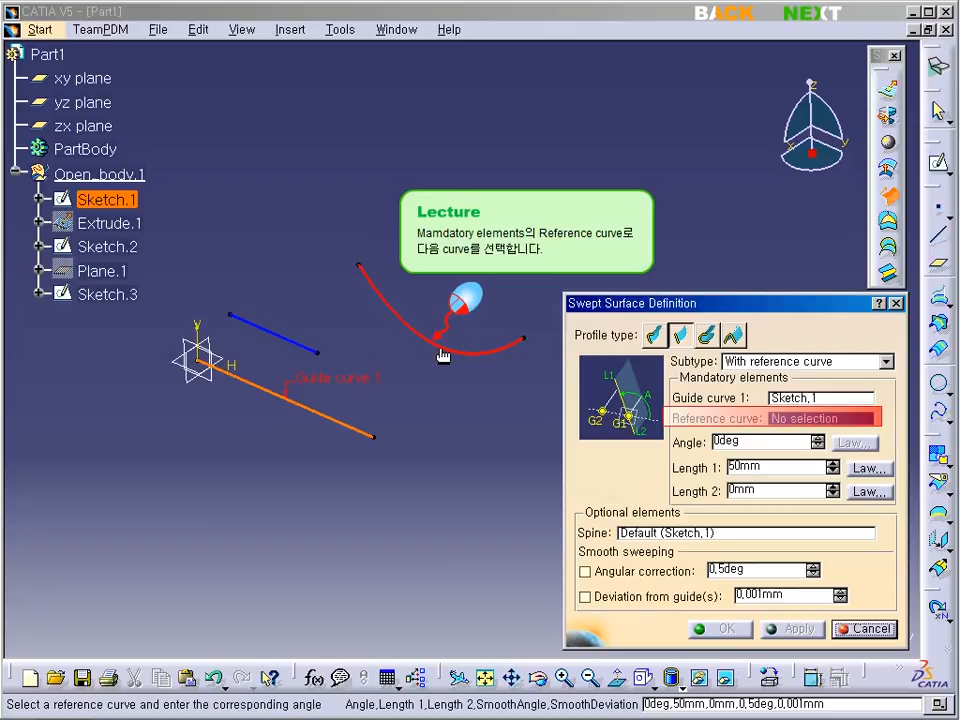 CATIA V5 - [Part1]
BACK NEXT
Start TeamPDM File Edit View Insert Tools Window Help
Part1
xy plane
yz plane
zx plane
PartBody
Open_body.1
Sketch.1
Extrude.1
Sketch.2
Plane.1
Sketch.3
z
y
x
S
Lecture
Mamdatory elements의 Reference curve로
다음 curve를 선택합니다.
V
H
Guide curve 1
Swept Surface Definition
Profile type:
Subtype: With reference curve
Mandatory elements
Guide curve 1: Sketch,1
Reference curve: No selection
Angle: 0deg Law...
Length 1: 50mm Law...
Length 2: 0mm Law...
L1
A
G2 G1
L2
Optional elements
Spine: Default (Sketch,1)
Smooth sweeping
Angular correction: 0,5deg
Deviation from guide(s): 0,001mm
OK Apply Cancel
f(x)
CATIA
Select a reference curve and enter the corresponding angle Angle,Length 1,Length 2,SmoothAngle,SmoothDeviation 0deg,50mm,0mm,0,5deg,0,001mm